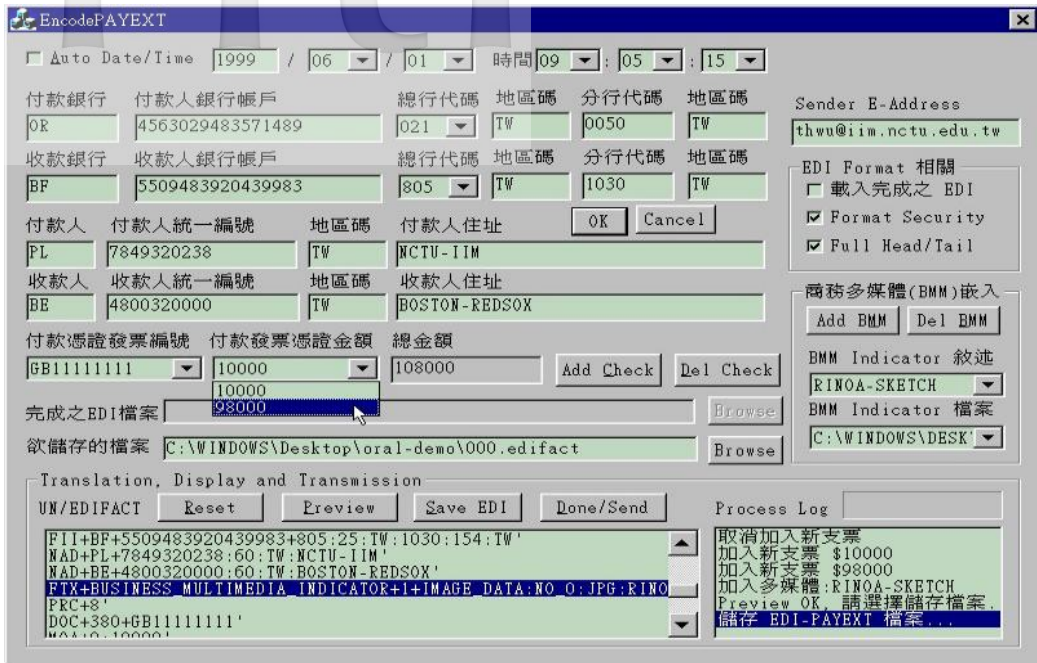 EncodePAYEXT
Auto Date/Time 1999 / 06 / 01 時間 09 : 05 : 15
付款銀行 付款人銀行帳戶 總行代碼 地區碼 分行代碼 地區碼
OR 4563029483571489 021 TW 0050 TW
收款銀行 收款人銀行帳戶 總行代碼 地區碼 分行代碼 地區碼
BF 5509483920439983 805 TW 1030 TW
Sender E-Address
thwu@iim.nctu.edu.tw
EDI Format 相關
載入完成之 EDI
Format Security
Full Head/Tail
OK Cancel
付款人 付款人統一編號 地區碼 付款人住址
PL 7849320238 TW NCTU-IIM
收款人 收款人統一編號 地區碼 收款人住址
BE 4800320000 TW BOSTON-REDSOX
商務多媒體(BMM)嵌入
Add BMM Del BMM
BMM Indicator 敘述
RINOA-SKETCH
BMM Indicator 檔案
C:\WINDOWS\DESK
付款憑證發票編號 付款發票憑證金額 總金額
GB11111111 10000 108000 Add Check Del Check
10000
98000
完成之EDI檔案 Browse
欲儲存的檔案 C:\WINDOWS\Desktop\oral-demo\000.edifact Browse
Translation, Display and Transmission
UN/EDIFACT Reset Preview Save EDI Done/Send Process Log
FII+BF+5509483920439983+805:25:TW:1030:154:TW'
NAD+PL+7849320238:60:TW:NCTU-IIM'
NAD+BE+4800320000:60:TW:BOSTON-REDSOX'
FTX+BUSINESS_MULTIMEDIA_INDICATOR+1+IMAGE_DATA:NO_O:JPG:RINO
PRC+8'
DOC+380+GB11111111'
MOA+9:10000'
取消加入新支票
加入新支票 $10000
加入新支票 $98000
加入多媒體:RINOA-SKETCH
Preview OK, 請選擇儲存檔案.
儲存 EDI-PAYEXT 檔案...